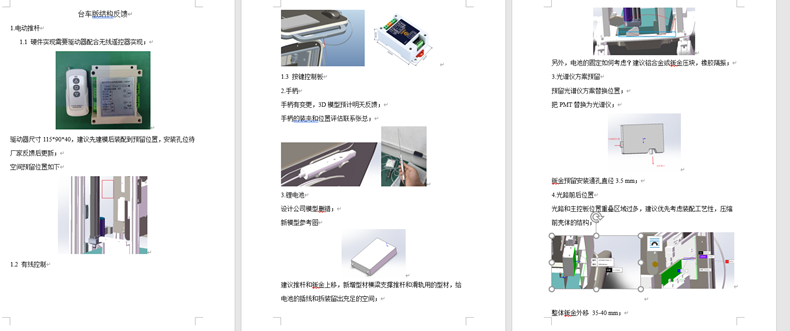 台车新结构反馈
1.电动推杆
1.1 硬件实现需要驱动器配合无线遥控器实现；
驱动器尺寸 115*90*40，建议先建模后装配到预留位置，安装孔位待
厂家反馈后更新；
空间预留位置如下
1.2 有线控制
1.3 按键控制板
2.手柄
手柄有变更，3D 模型预计明天反馈；
手柄的装夹和位置评估联系张总；
3.锂电池
设计公司模型删错；
新模型参考图
建议推杆和钣金上移，新增型材横梁支撑推杆和滑轨用的型材，给
电池的插线和拆装留出充足的空间；
另外，电池的固定如何考虑？建议铝合金或钣金压块，橡胶隔振；
3.光谱仪方案预留
预留光谱仪方案替换位置；
把 PMT 替换为光谱仪；
钣金预留安装通孔直径 3.5 mm；
4.光路前后位置
光路和主控板位置重叠区域过多，建议优先考虑装配工艺性，压缩
前壳体的结构；
整体钣金外移 35-40 mm；